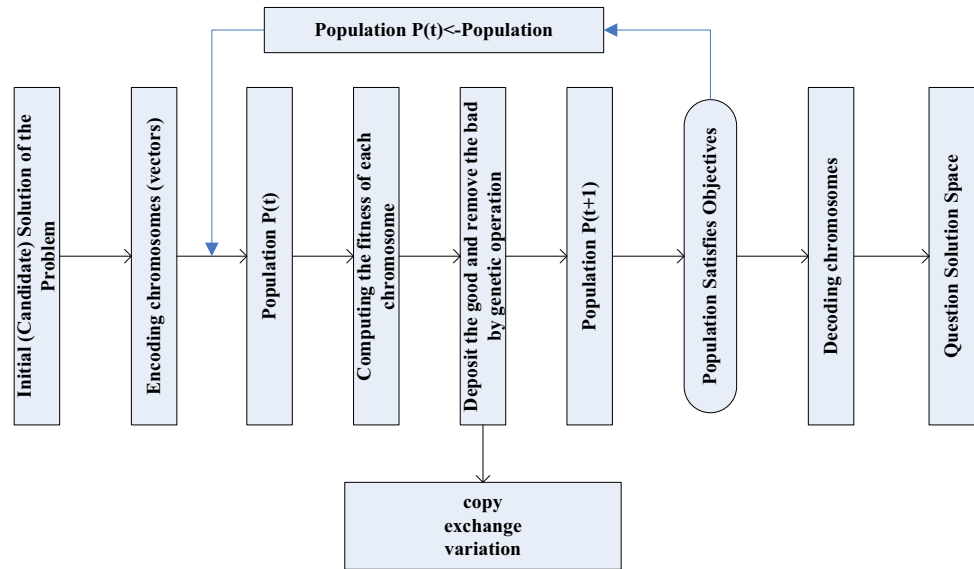 Population P(t)<-Population
Initial (Candidate) Solution of the
Problem
Encoding chromosomes (vectors)
Population P(t)
Computing the fitness of each
chromosome
Deposit the good and remove the bad
by genetic operation
Population P(t+1)
Population Satisfies Objectives
Decoding chromosomes
Question Solution Space
copy
exchange
variation